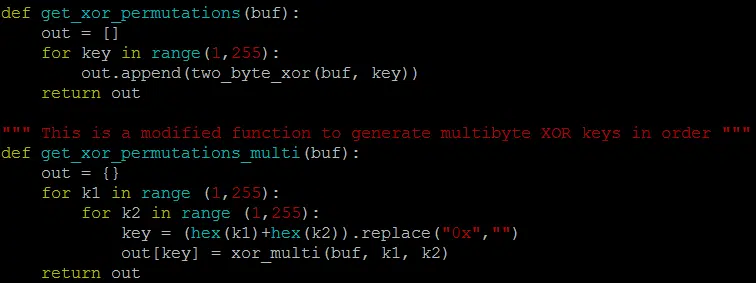 def get_xor_permutations(buf):
    out = []
    for key in range(1,255):
        out.append(two_byte_xor(buf, key))
    return out

""" This is a modified function to generate multibyte XOR keys in order """
def get_xor_permutations_multi(buf):
    out = {}
    for k1 in range (1,255):
        for k2 in range (1,255):
            key = (hex(k1)+hex(k2)).replace("0x","")
            out[key] = xor_multi(buf, k1, k2)
    return out